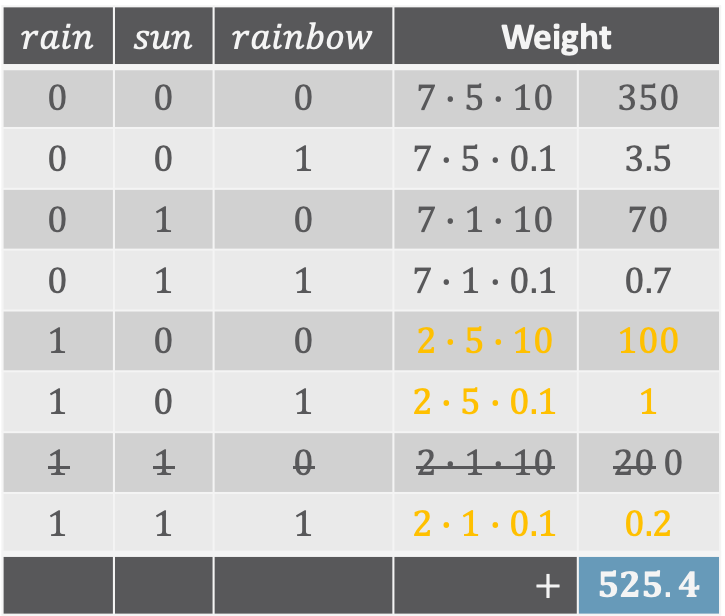 rain sun rainbow Weight
0 0 0 7 · 5 · 10 350
0 0 1 7 · 5 · 0.1 3.5
0 1 0 7 · 1 · 10 70
0 1 1 7 · 1 · 0.1 0.7
1 0 0 2 · 5 · 10 100
1 0 1 2 · 5 · 0.1 1
1 1 0 2 · 1 · 10 20 0
1 1 1 2 · 1 · 0.1 0.2
+ 525.4